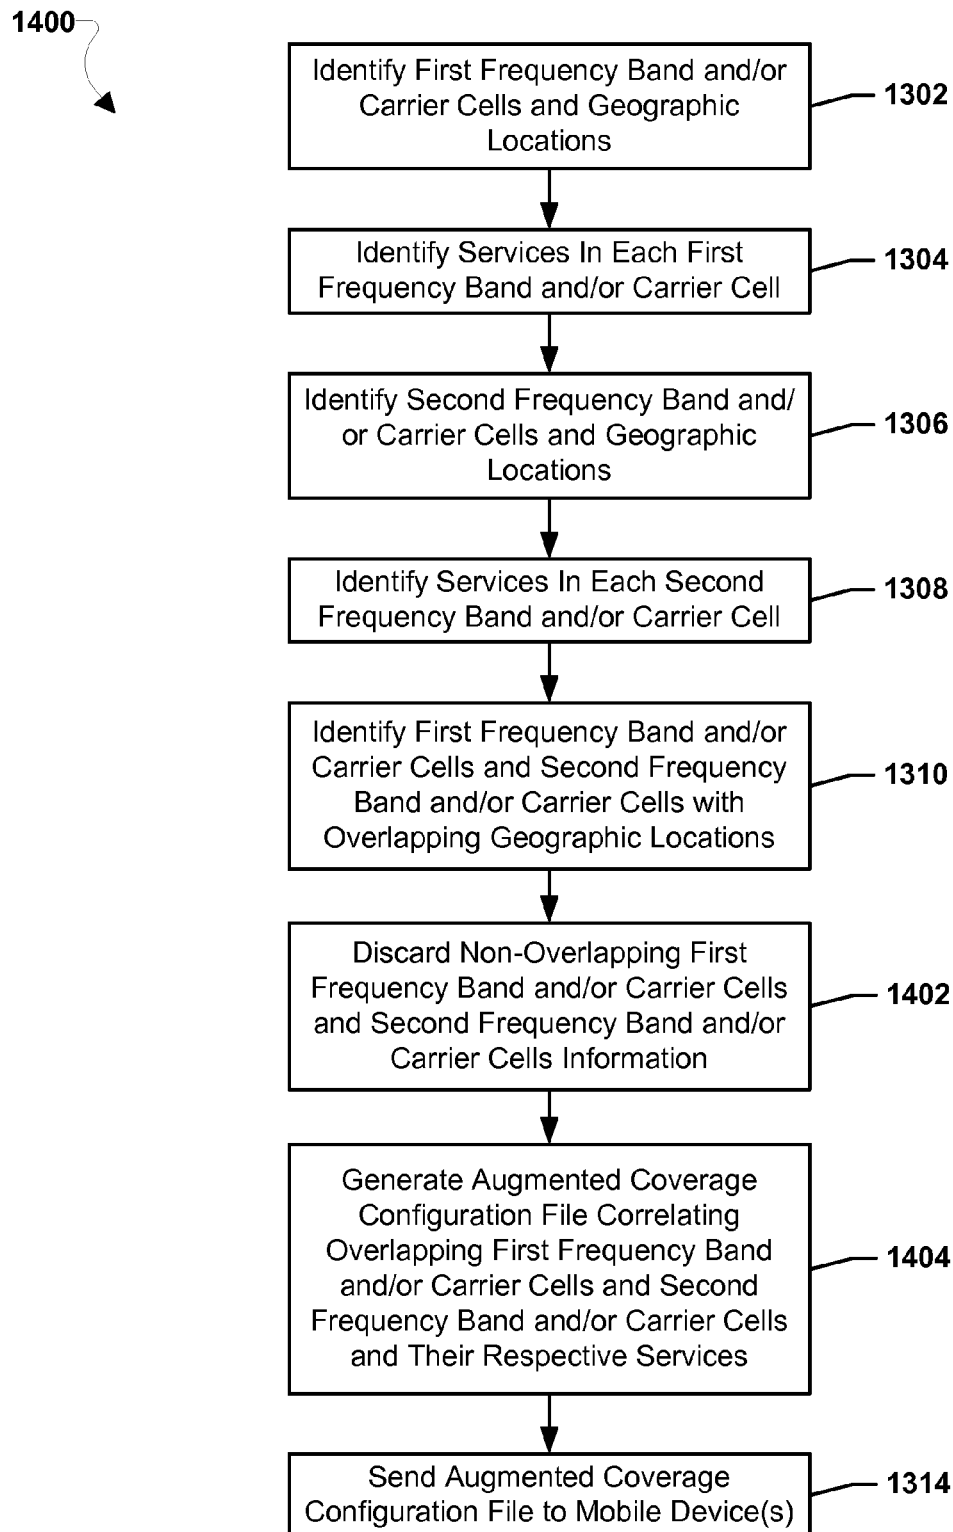 1400
Identify First Frequency Band and/or
Carrier Cells and Geographic
Locations
1302
Identify Services In Each First
Frequency Band and/or Carrier Cell
1304
Identify Second Frequency Band and/
or Carrier Cells and Geographic
Locations
1306
Identify Services In Each Second
Frequency Band and/or Carrier Cell
1308
Identify First Frequency Band and/or
Carrier Cells and Second Frequency
Band and/or Carrier Cells with
Overlapping Geographic Locations
1310
Discard Non-Overlapping First
Frequency Band and/or Carrier Cells
and Second Frequency Band and/or
Carrier Cells Information
1402
Generate Augmented Coverage
Configuration File Correlating
Overlapping First Frequency Band
and/or Carrier Cells and Second
Frequency Band and/or Carrier Cells
and Their Respective Services
1404
Send Augmented Coverage
Configuration File to Mobile Device(s)
1314